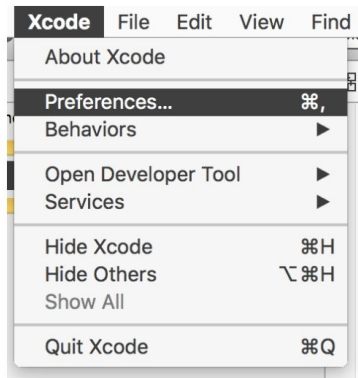 Xcode File Edit View Find
About Xcode
Preferences... ⌘,
Behaviors ▶
Open Developer Tool ▶
Services ▶
Hide Xcode ⌘H
Hide Others ⌥⌘H
Show All
Quit Xcode ⌘Q